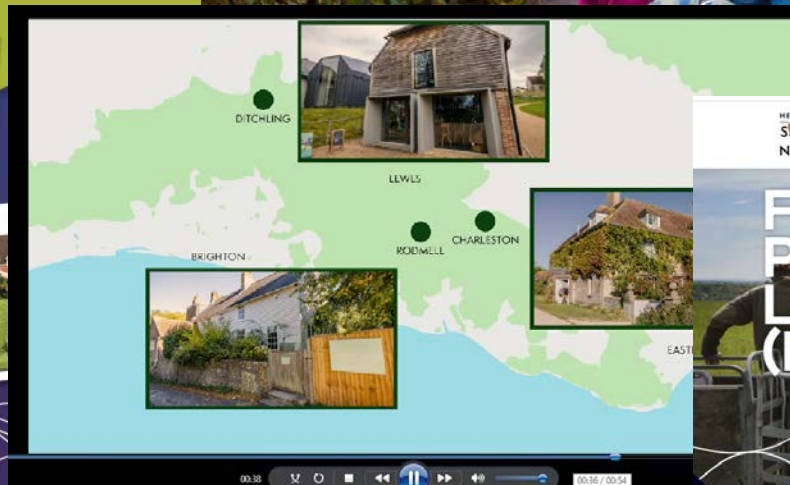 DITCHLING
LEWES
RODMELL
CHARLESTON
BRIGHTON
EAST
00:38
00:36 / 00:54
S
N
F
P
L
(